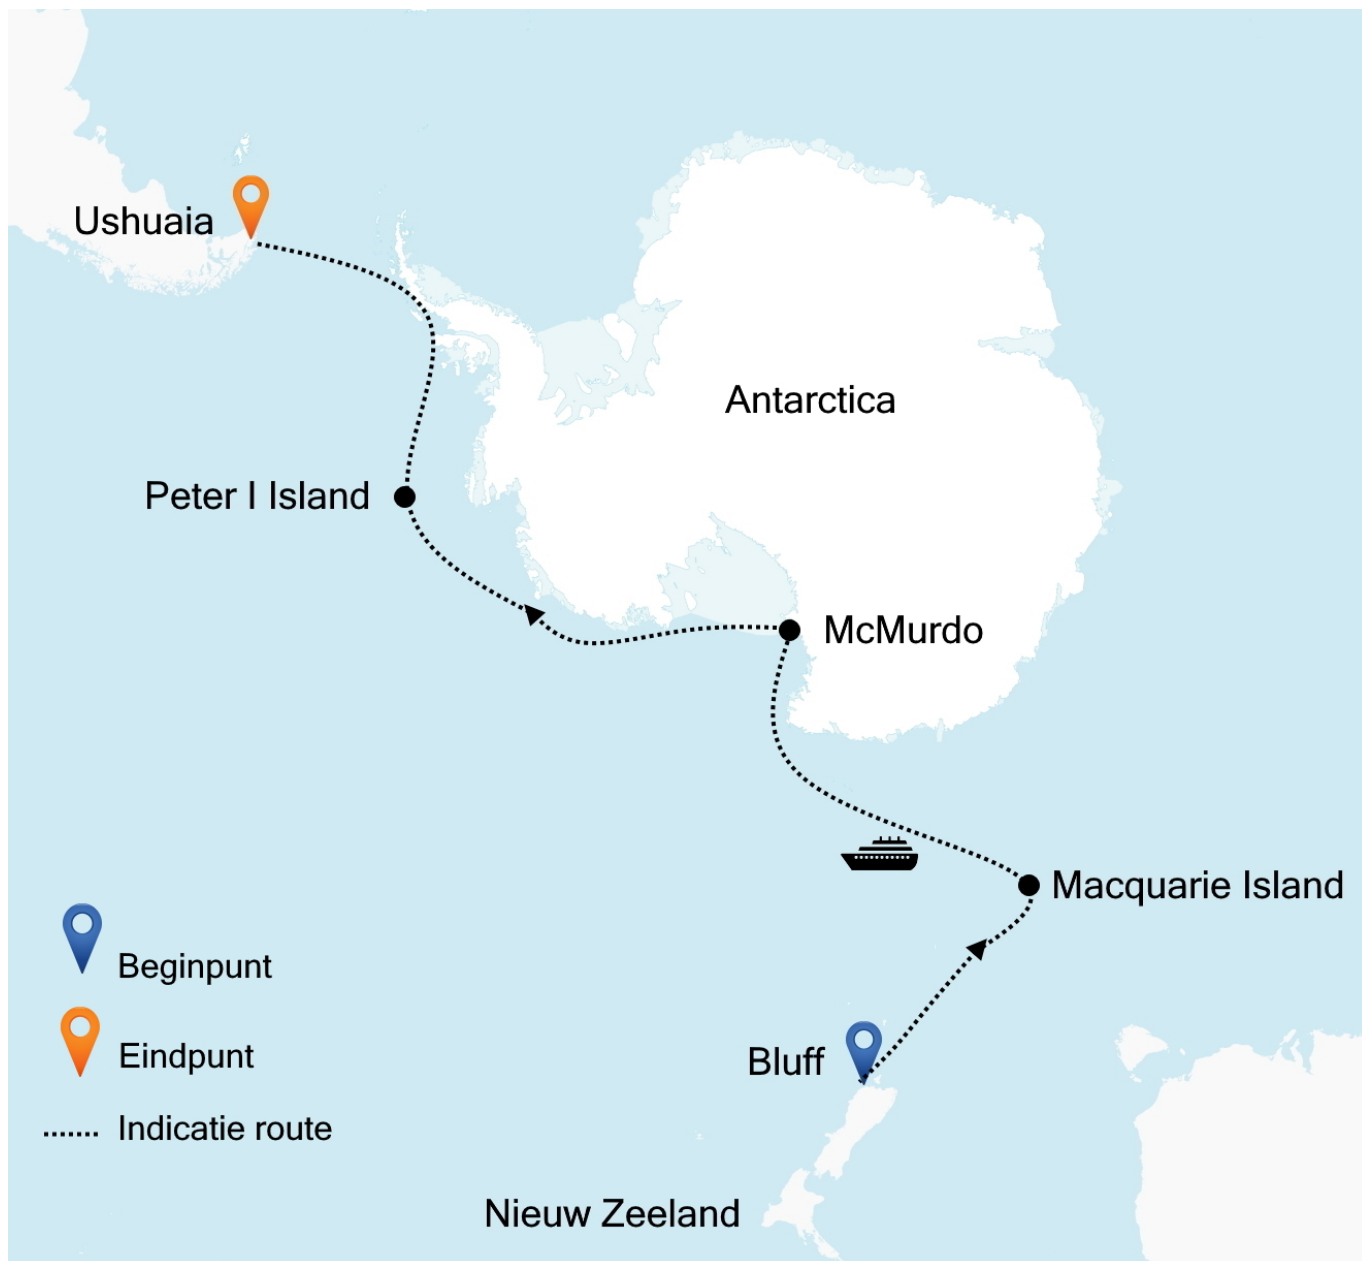 Ushuaia
Antarctica
Peter I Island
McMurdo
Macquarie Island
Beginpunt
Eindpunt
Bluff
Indicatie route
Nieuw Zeeland